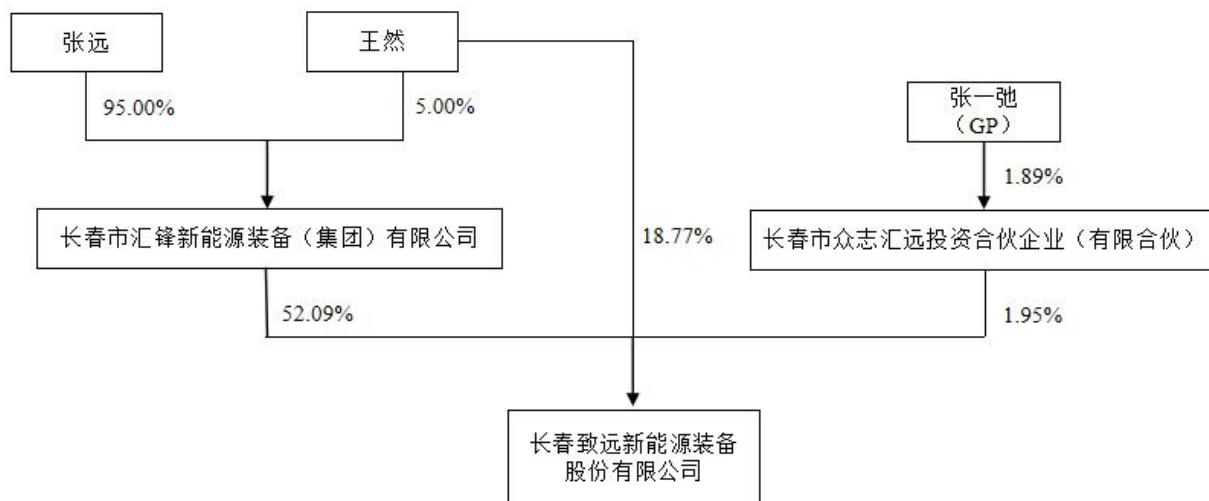 张远
王然
95.00%
5.00%
张一弛
（GP）
1.89%
长春市汇锋新能源装备（集团）有限公司
18.77%
长春市众志汇远投资合伙企业（有限合伙）
52.09%
1.95%
长春致远新能源装备
股份有限公司